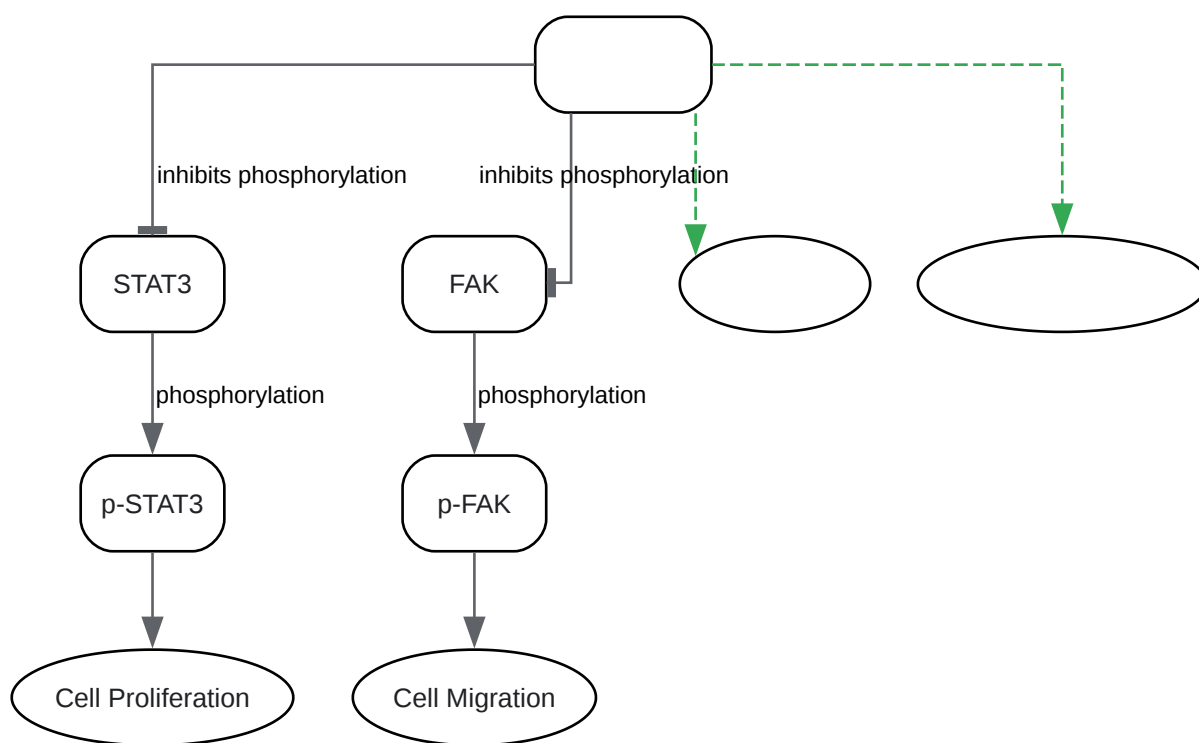 inhibits phosphorylation
inhibits phosphorylation
STAT3
FAK
phosphorylation
phosphorylation
p-STAT3
p-FAK
Cell Proliferation
Cell Migration